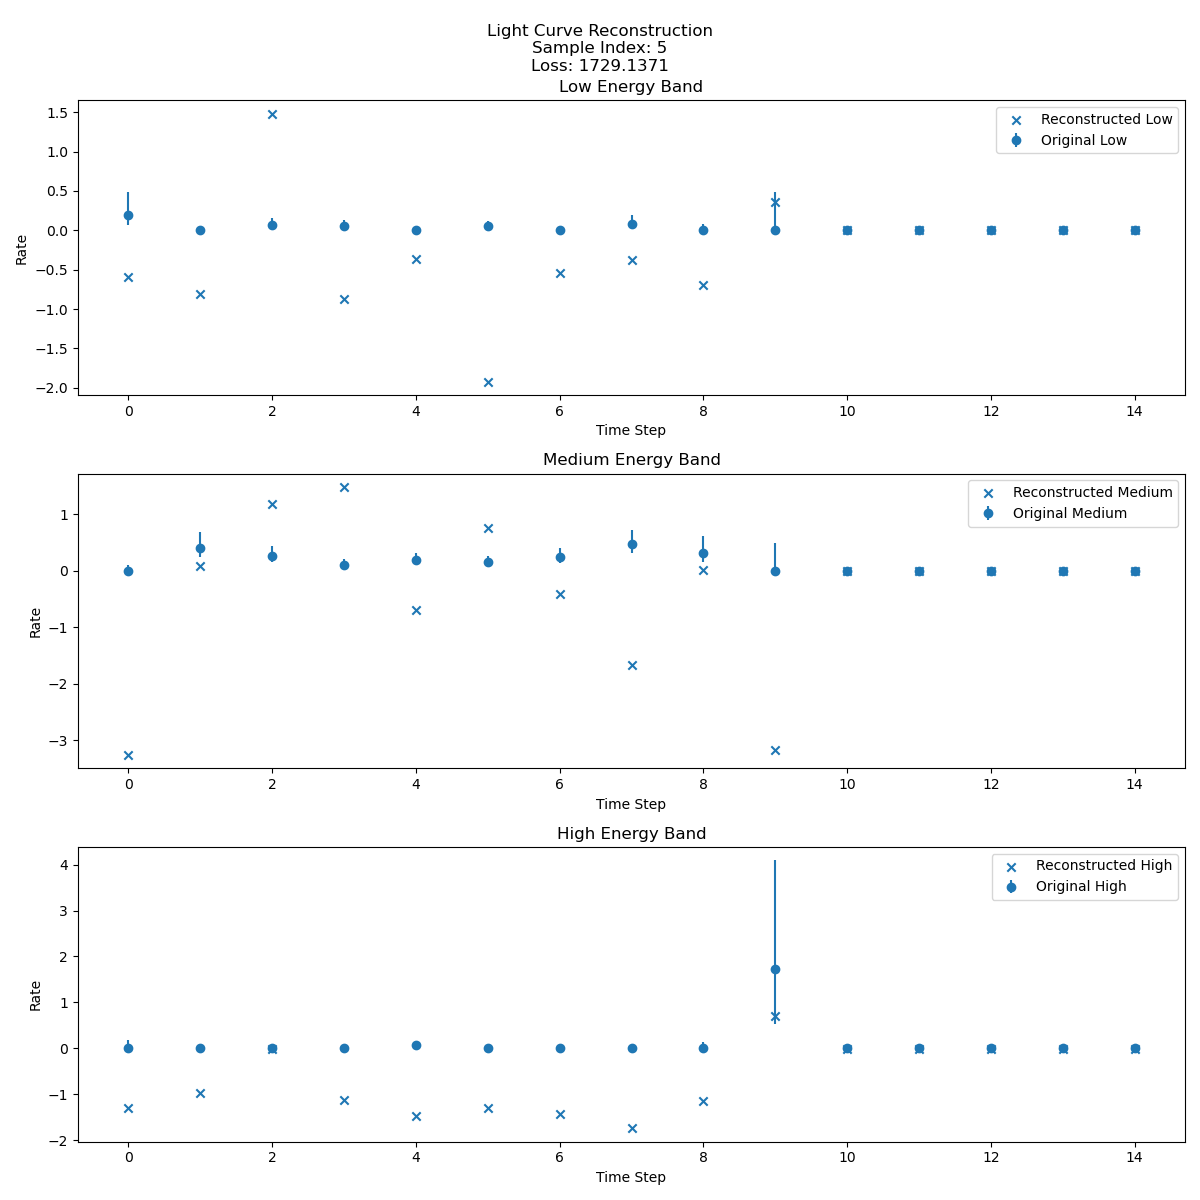 Light Curve Reconstruction
Sample Index: 5
Loss: 1729.1371
Low Energy Band
1.5
1.0
0.5
0.0
−0.5
−1.0
−1.5
−2.0
Rate
Reconstructed Low
Original Low
0 2 4 6 8 10 12 14
Time Step
Medium Energy Band
1
0
−1
−2
−3
Rate
Reconstructed Medium
Original Medium
0 2 4 6 8 10 12 14
Time Step
High Energy Band
4
3
2
1
0
−1
−2
Rate
Reconstructed High
Original High
0 2 4 6 8 10 12 14
Time Step